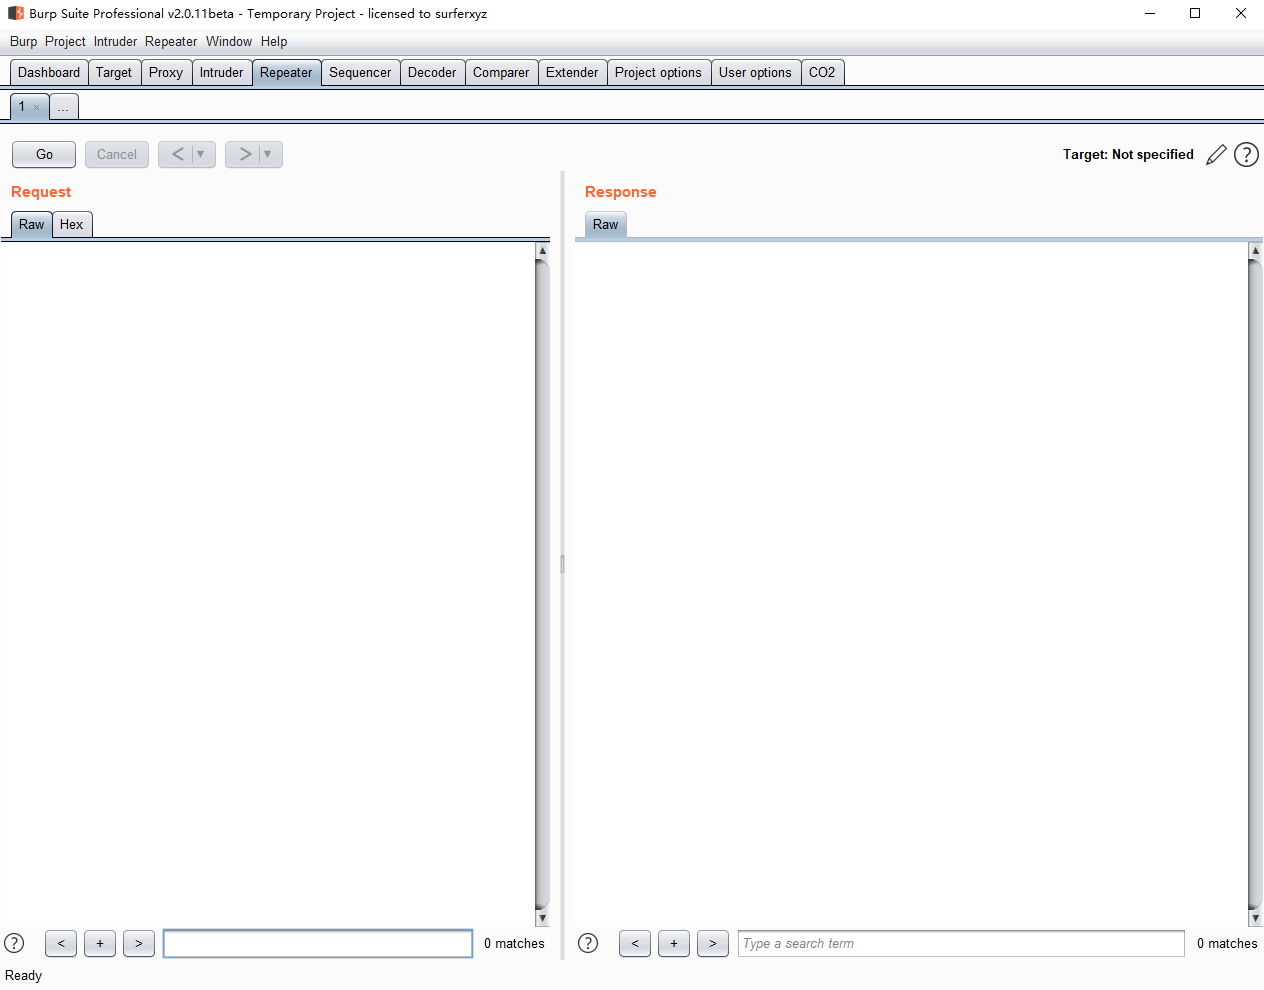 Burp Suite Professional v2.0.11beta - Temporary Project - licensed to surferxyz
Burp Project Intruder Repeater Window Help
Dashboard Target Proxy Intruder Repeater Sequencer Decoder Comparer Extender Project options User options CO2
1 × ...
Go Cancel < > Target: Not specified ?
Request Response
Raw Hex Raw
? < + > 0 matches ? < + > Type a search term 0 matches
Ready